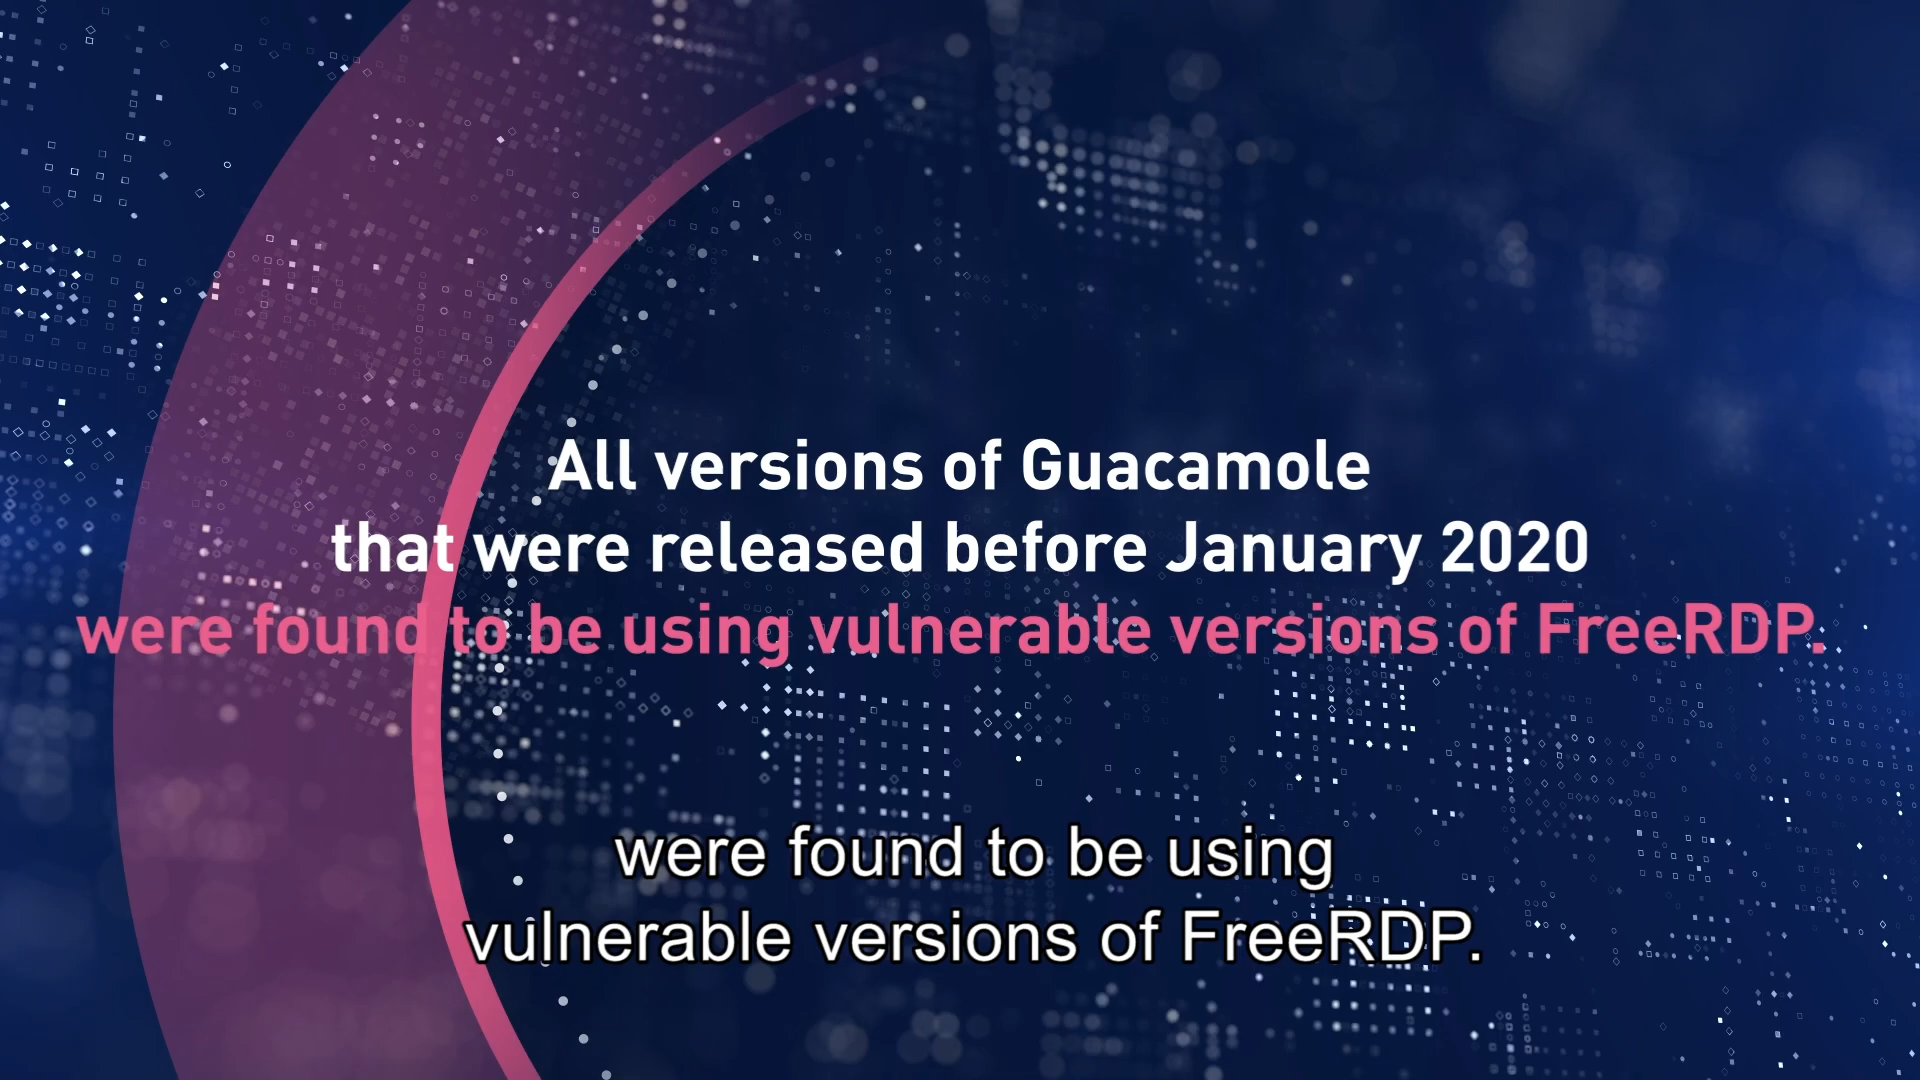 All versions of Guacamole
that were released before January 2020
were found to be using vulnerable versions of FreeRDP.
were found to be using
vulnerable versions of FreeRDP.